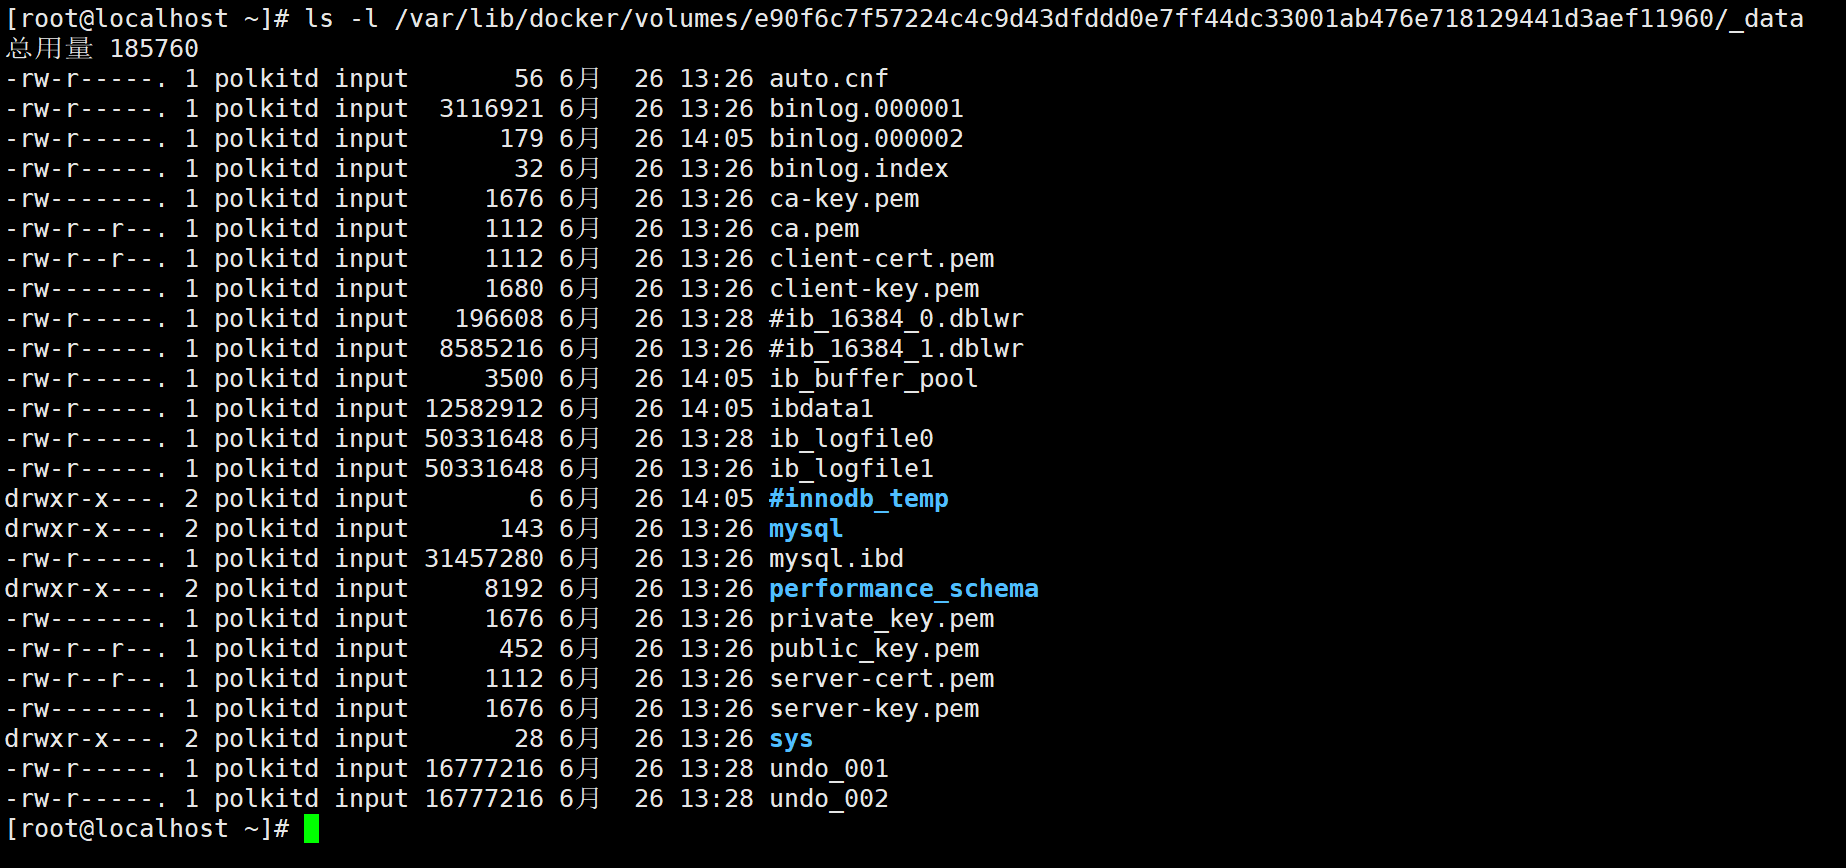 [root@localhost ~]# ls -l /var/lib/docker/volumes/e90f6c7f57224c4c9d43dfddd0e7ff44dc33001ab476e718129441d3aef11960/_data
总用量 185760
-rw-r-----. 1 polkitd input       56 6月  26 13:26 auto.cnf
-rw-r-----. 1 polkitd input  3116921 6月  26 13:26 binlog.000001
-rw-r-----. 1 polkitd input      179 6月  26 14:05 binlog.000002
-rw-r-----. 1 polkitd input       32 6月  26 13:26 binlog.index
-rw-------. 1 polkitd input     1676 6月  26 13:26 ca-key.pem
-rw-r--r--. 1 polkitd input     1112 6月  26 13:26 ca.pem
-rw-r--r--. 1 polkitd input     1112 6月  26 13:26 client-cert.pem
-rw-------. 1 polkitd input     1680 6月  26 13:26 client-key.pem
-rw-r-----. 1 polkitd input   196608 6月  26 13:28 #ib_16384_0.dblwr
-rw-r-----. 1 polkitd input  8585216 6月  26 13:26 #ib_16384_1.dblwr
-rw-r-----. 1 polkitd input     3500 6月  26 14:05 ib_buffer_pool
-rw-r-----. 1 polkitd input 12582912 6月  26 14:05 ibdata1
-rw-r-----. 1 polkitd input 50331648 6月  26 13:28 ib_logfile0
-rw-r-----. 1 polkitd input 50331648 6月  26 13:26 ib_logfile1
drwxr-x---. 2 polkitd input        6 6月  26 14:05 #innodb_temp
drwxr-x---. 2 polkitd input      143 6月  26 13:26 mysql
-rw-r-----. 1 polkitd input 31457280 6月  26 13:26 mysql.ibd
drwxr-x---. 2 polkitd input     8192 6月  26 13:26 performance_schema
-rw-------. 1 polkitd input     1676 6月  26 13:26 private_key.pem
-rw-r--r--. 1 polkitd input      452 6月  26 13:26 public_key.pem
-rw-r--r--. 1 polkitd input     1112 6月  26 13:26 server-cert.pem
-rw-------. 1 polkitd input     1676 6月  26 13:26 server-key.pem
drwxr-x---. 2 polkitd input       28 6月  26 13:26 sys
-rw-r-----. 1 polkitd input 16777216 6月  26 13:28 undo_001
-rw-r-----. 1 polkitd input 16777216 6月  26 13:28 undo_002
[root@localhost ~]#